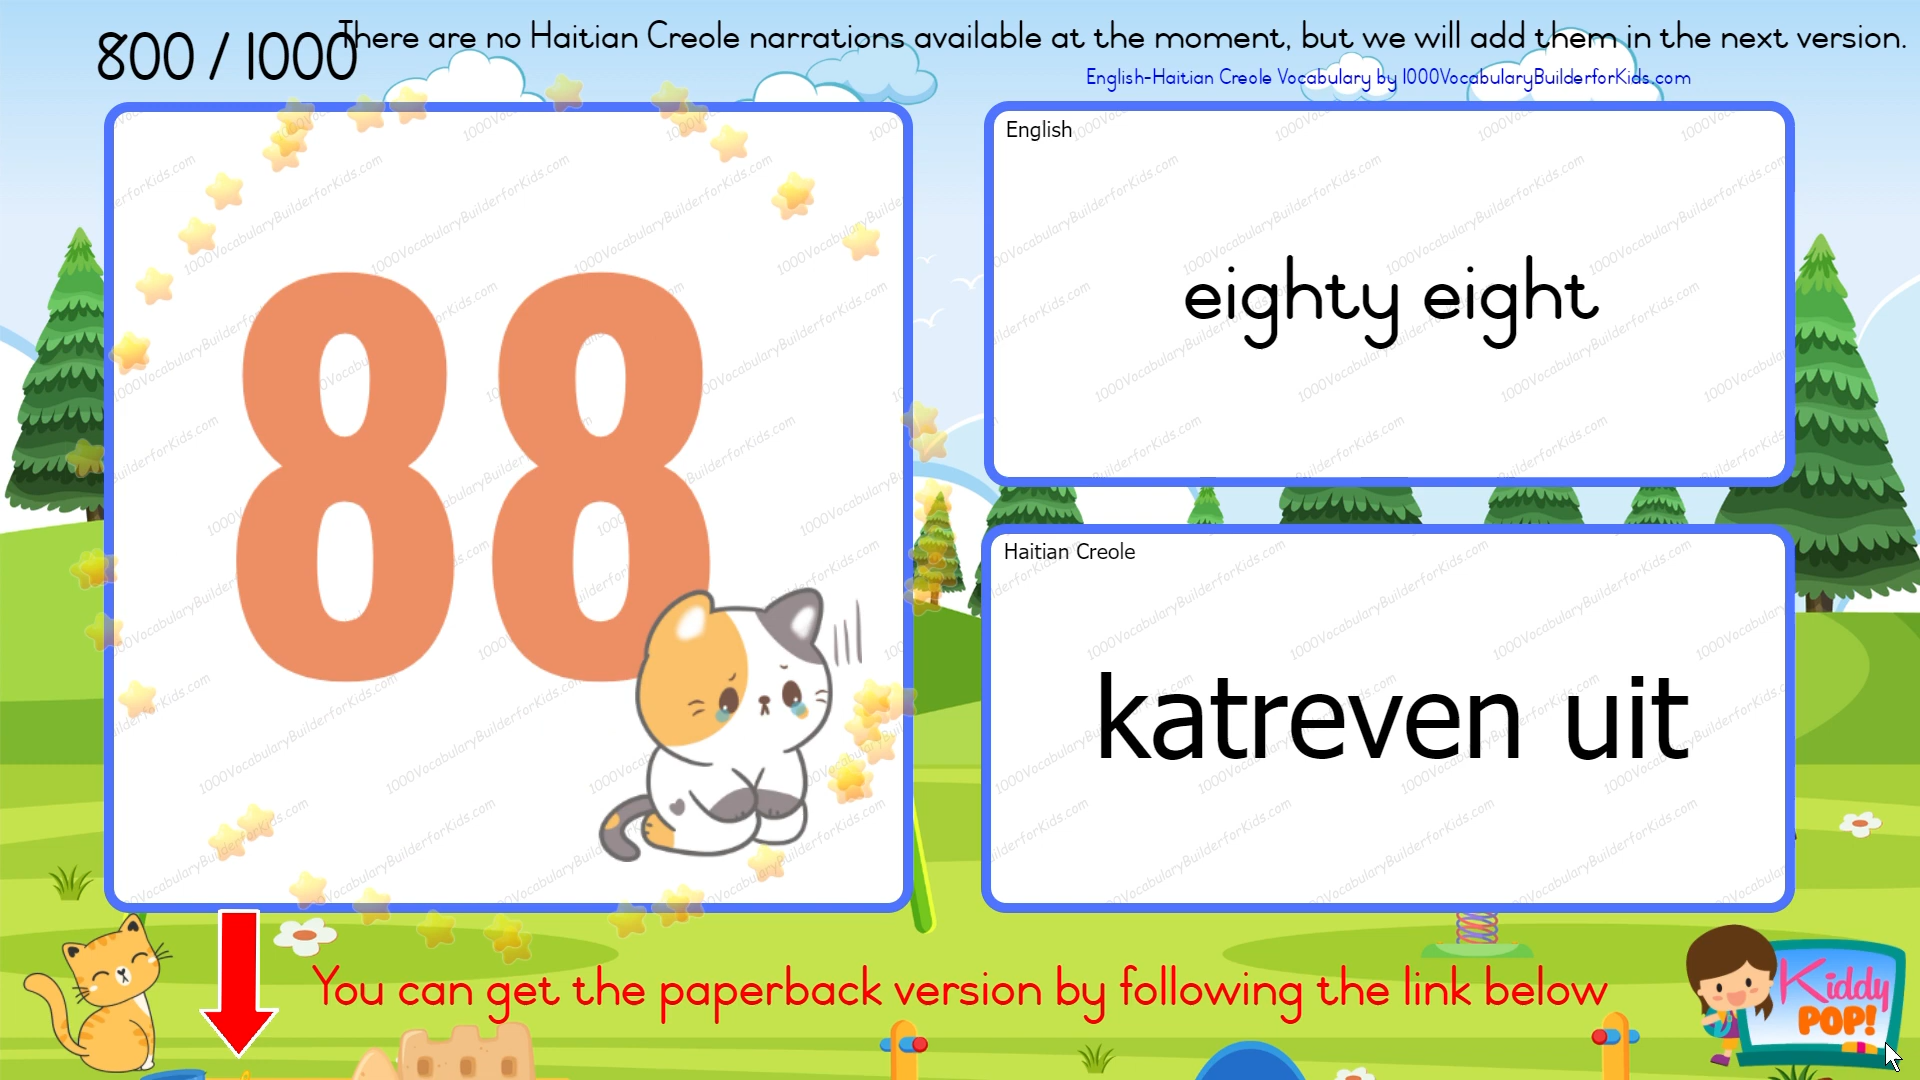 800 / 1000
There are no Haitian Creole narrations available at the moment, but we will add them in the next version.
English-Haitian Creole Vocabulary by 1000VocabularyBuilderforKids.com
English
eighty eight
88
Haitian Creole
katreven uit
You can get the paperback version by following the link below
Kiddy
POP!
1000VocabularyBuilderforKids.com